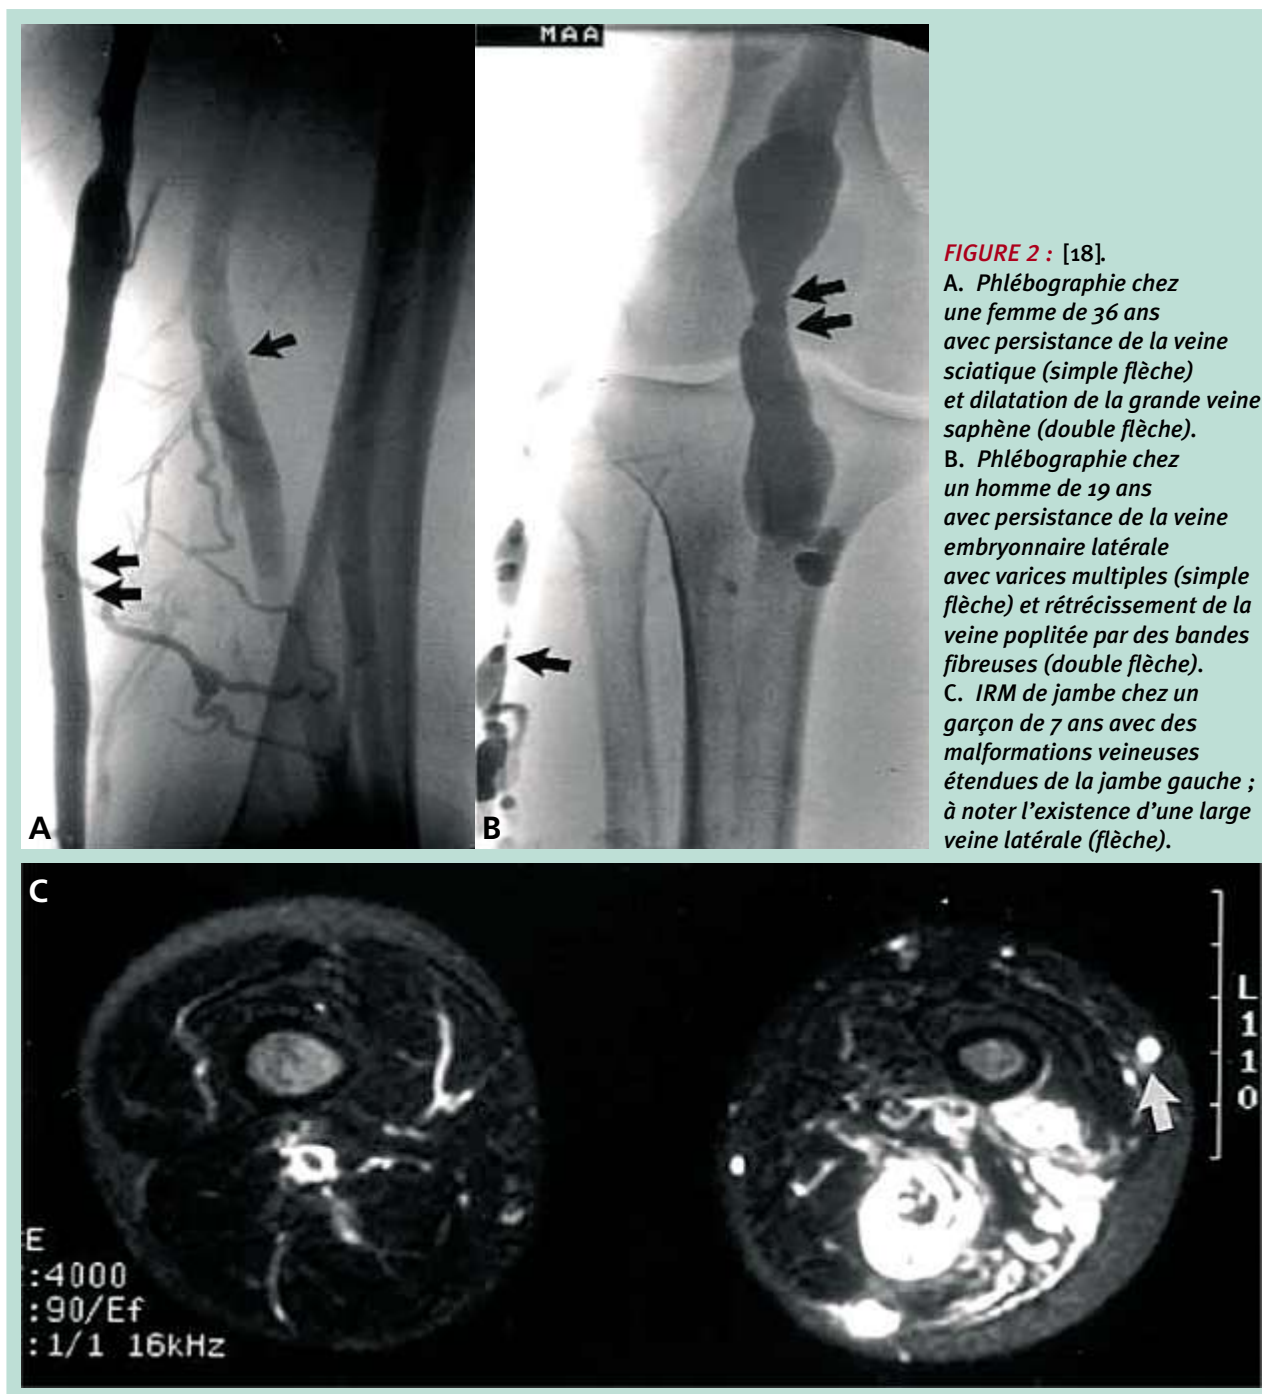 MAA
A
B
FIGURE 2 : [18].
A. Phlébographie chez
une femme de 36 ans
avec persistance de la veine
sciatique (simple flèche)
et dilatation de la grande veine
saphène (double flèche).
B. Phlébographie chez
un homme de 19 ans
avec persistance de la veine
embryonnaire latérale
avec varices multiples (simple
flèche) et rétrécissement de la
veine poplitée par des bandes
fibreuses (double flèche).
C. IRM de jambe chez un
garçon de 7 ans avec des
malformations veineuses
étendues de la jambe gauche ;
à noter l'existence d'une large
veine latérale (flèche).
C
L
1
1
0
E
:4000
:90/Ef
:1/1 16kHz